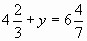 4 2/3 + y = 6 4/7